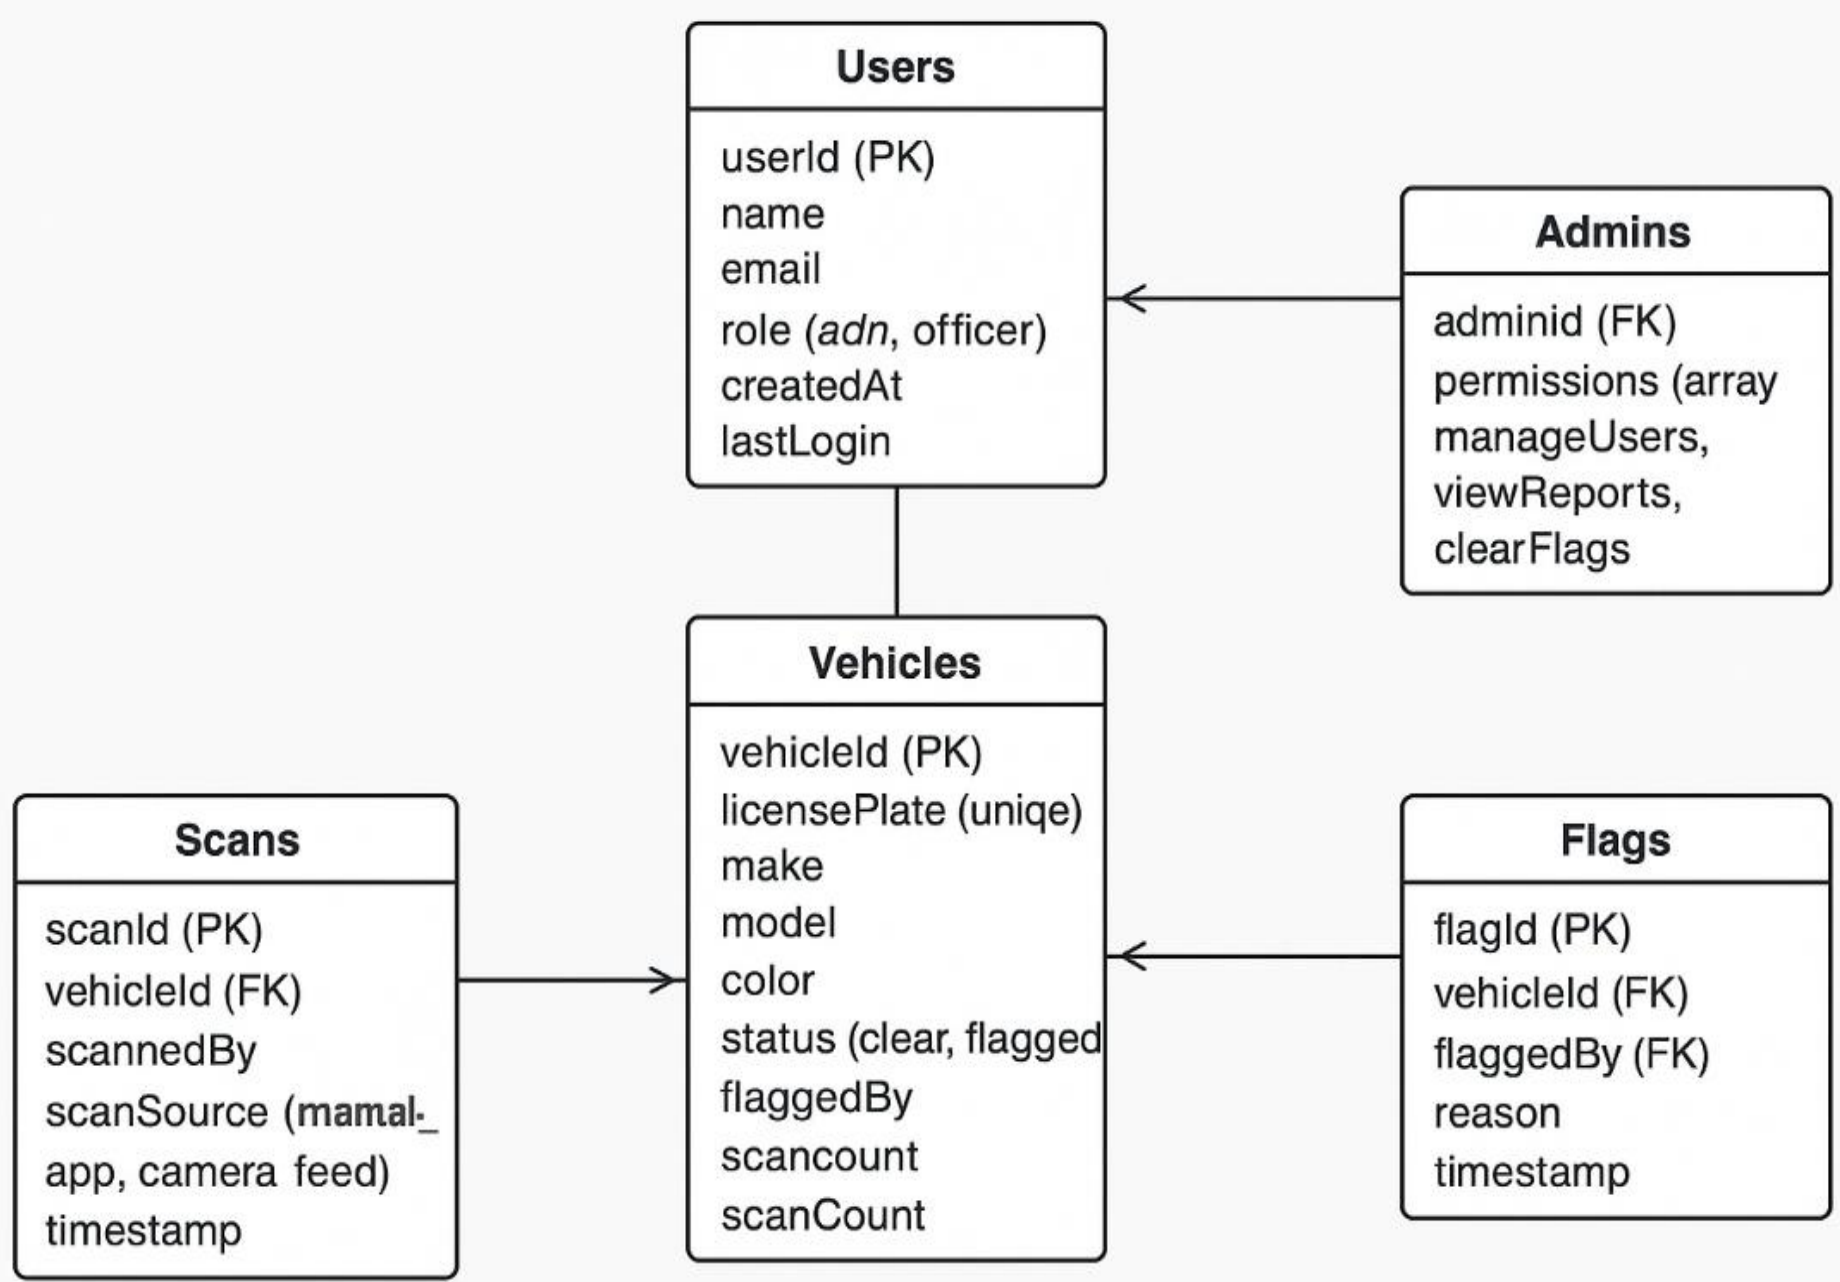 Users
userId (PK)
name
email
role (adn, officer)
createdAt
lastLogin
Admins
adminid (FK)
permissions (array
manageUsers,
viewReports,
clearFlags
Vehicles
vehicleId (PK)
licensePlate (uniqe)
make
model
color
status (clear, flagged
flaggedBy
scancount
scanCount
Scans
scanId (PK)
vehicleId (FK)
scannedBy
scanSource (mamal-_
app, camera feed)
timestamp
Flags
flagId (PK)
vehicleId (FK)
flaggedBy (FK)
reason
timestamp